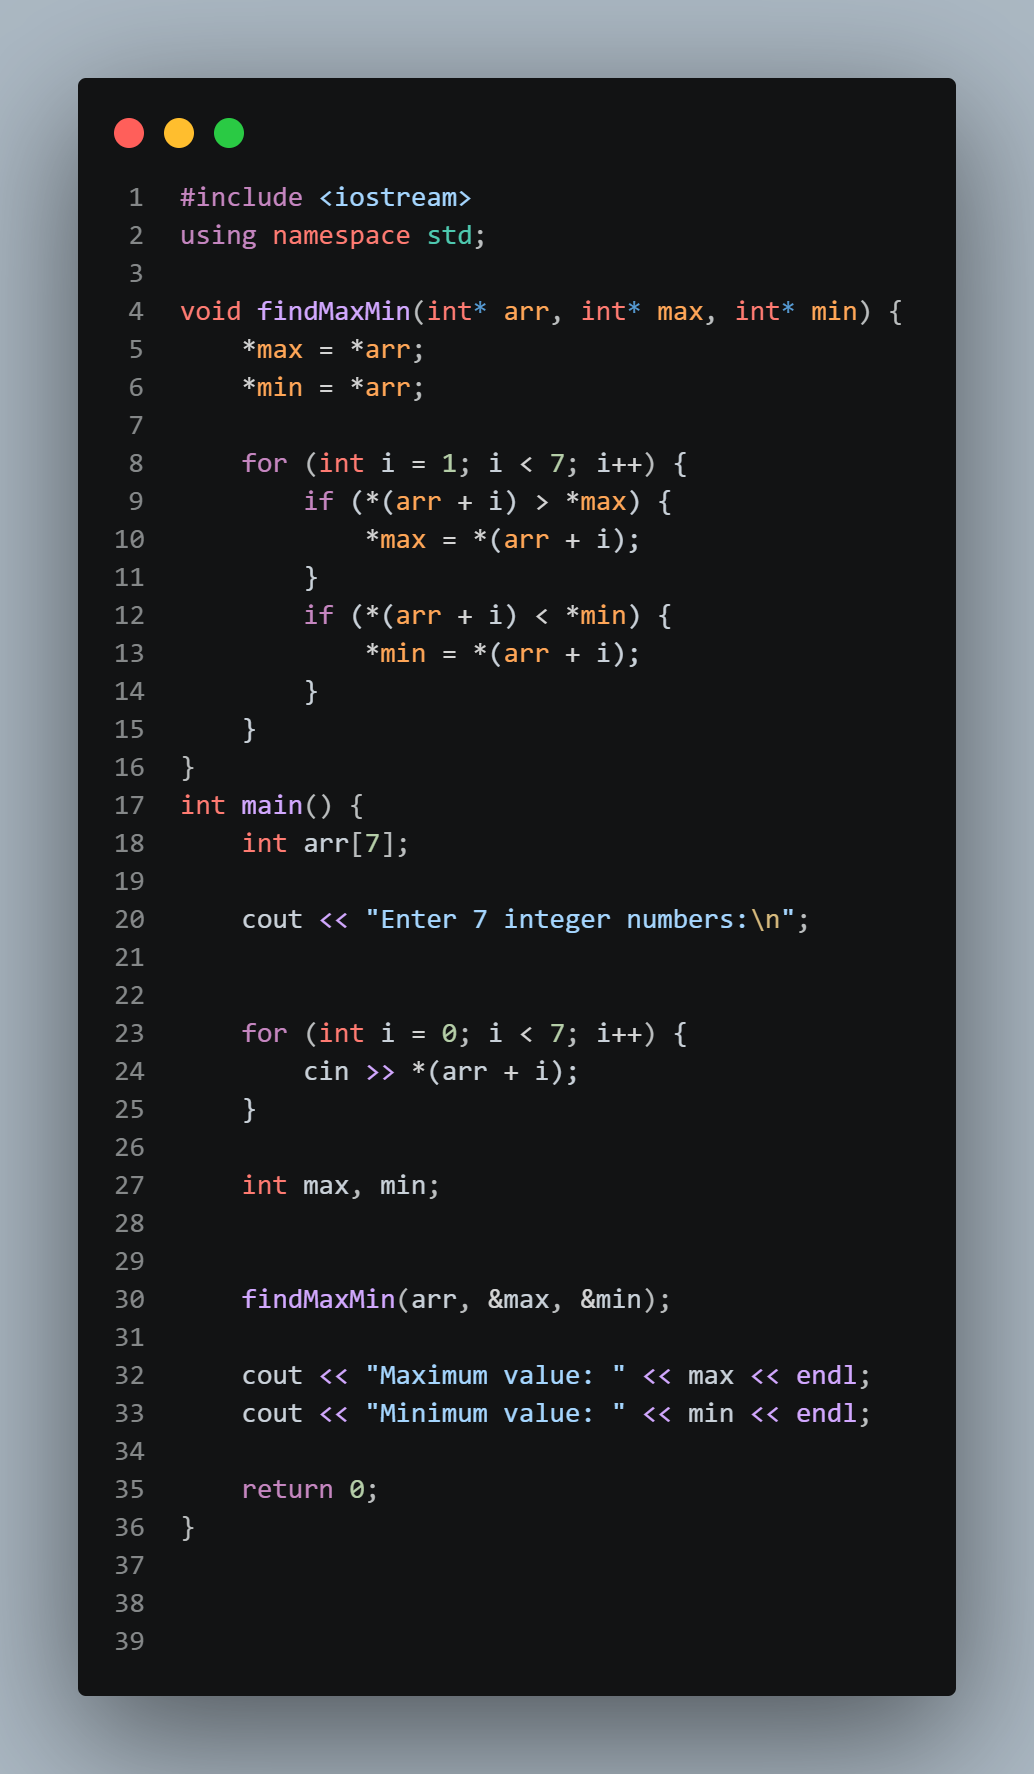 1 #include <iostream>
2 using namespace std;
3
4 void findMaxMin(int* arr, int* max, int* min) {
5     *max = *arr;
6     *min = *arr;
7
8     for (int i = 1; i < 7; i++) {
9         if (*(arr + i) > *max) {
10             *max = *(arr + i);
11         }
12         if (*(arr + i) < *min) {
13             *min = *(arr + i);
14         }
15     }
16 }
17 int main() {
18     int arr[7];
19
20     cout << "Enter 7 integer numbers:\n";
21
22
23     for (int i = 0; i < 7; i++) {
24         cin >> *(arr + i);
25     }
26
27     int max, min;
28
29
30     findMaxMin(arr, &max, &min);
31
32     cout << "Maximum value: " << max << endl;
33     cout << "Minimum value: " << min << endl;
34
35     return 0;
36 }
37
38
39